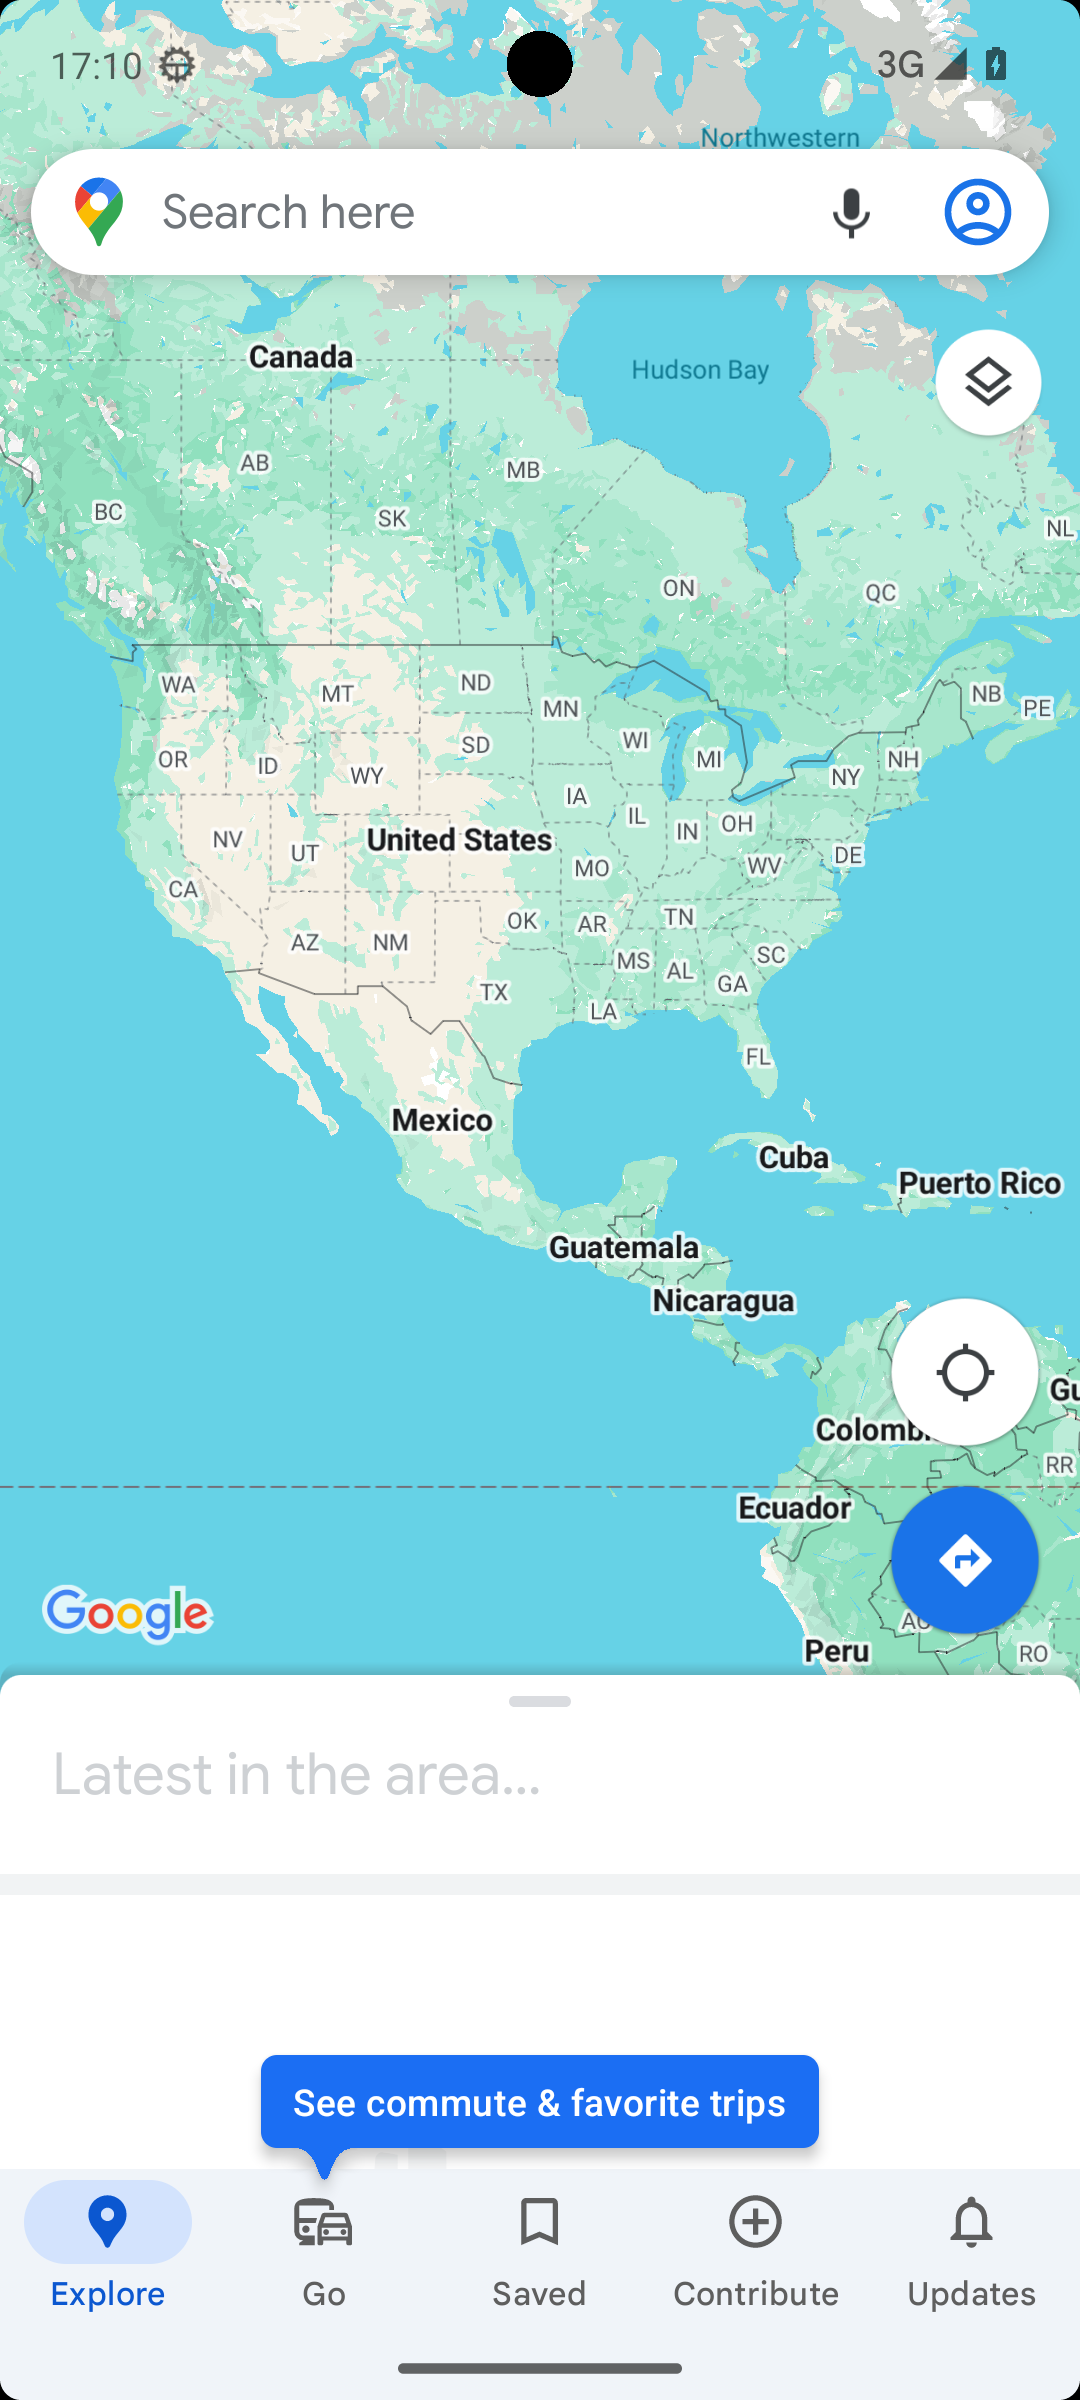 17:10
3G
Northwestern
Search here
Canada
Hudson Bay
AB
MB
BC
SK
NL
ON
QC
WA
MT
ND
MN
NB
PE
OR
ID
WY
SD
WI
MI
NY
NH
IA
IL
IN
OH
NV
UT
United States
MO
WV
DE
CA
AZ
NM
OK
AR
TN
MS
AL
SC
GA
TX
LA
FL
Mexico
Cuba
Puerto Rico
Guatemala
Nicaragua
Gu
Colomb
RR
Ecuador
Google
Peru
RO
Latest in the area...
See commute & favorite trips
Explore
Go
Saved
Contribute
Updates